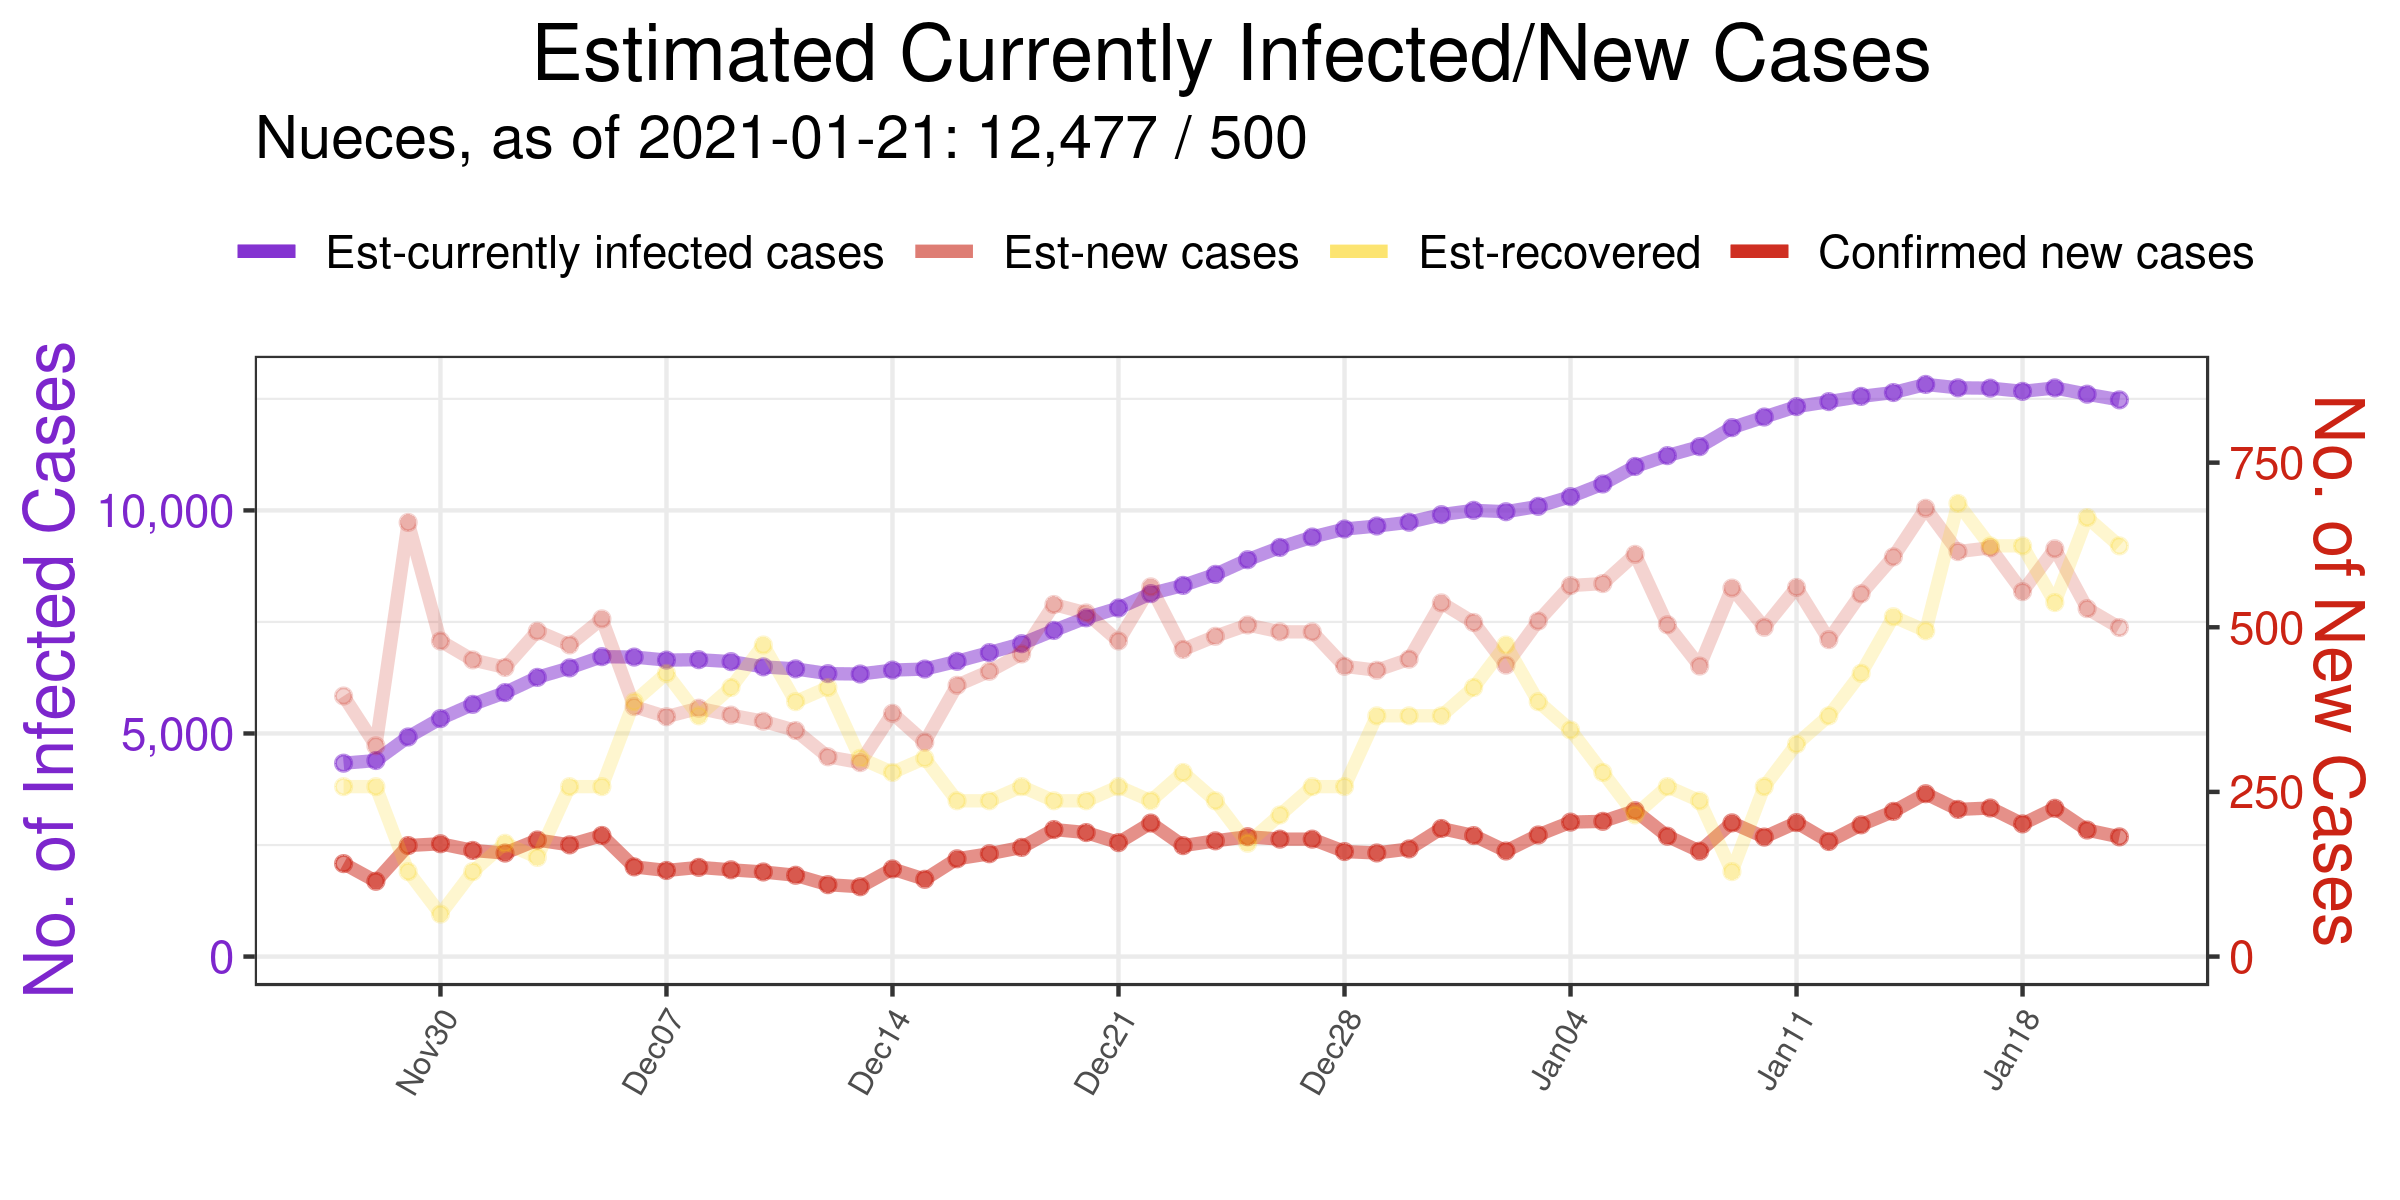 Estimated Currently Infected/New Cases
Nueces, as of 2021-01-21: 12,477 / 500
Est-currently infected cases Est-new cases Est-recovered Confirmed new cases
No. of Infected Cases
10,000
5,000
0
750
500
250
0
No. of New Cases
Nov30 Dec07 Dec14 Dec21 Dec28 Jan04 Jan11 Jan18